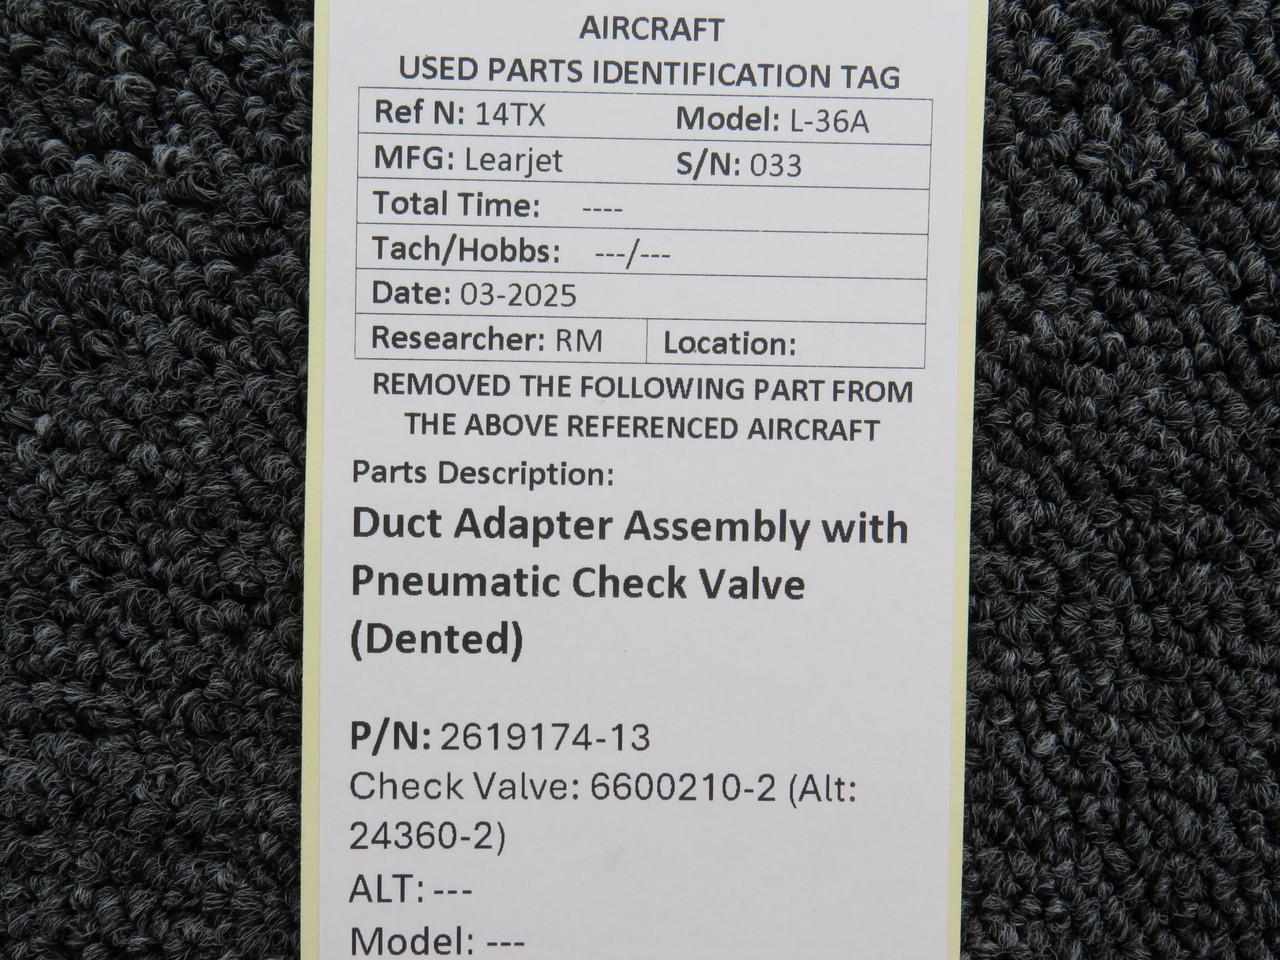 AIRCRAFT
USED PARTS IDENTIFICATION TAG
Ref N: 14TX Model: L-36A
MFG: Learjet S/N: 033
Total Time: ----
Tach/Hobbs: ---/---
Date: 03-2025
Researcher: RM Location:
REMOVED THE FOLLOWING PART FROM
THE ABOVE REFERENCED AIRCRAFT
Parts Description:
Duct Adapter Assembly with
Pneumatic Check Valve
(Dented)
P/N: 2619174-13
Check Valve: 6600210-2 (Alt:
24360-2)
ALT: ---
Model: ---